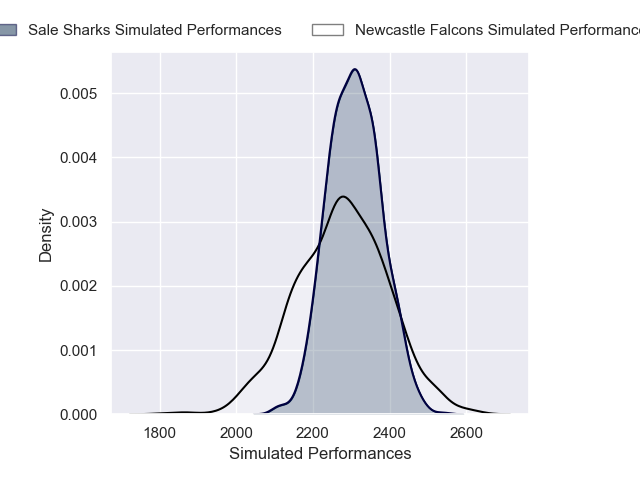 Sale Sharks Simulated Performances
Newcastle Falcons Simulated Performanc
Density
0.005
0.004
0.003
0.002
0.001
0.000
1800 2000 2200 2400 2600
Simulated Performances